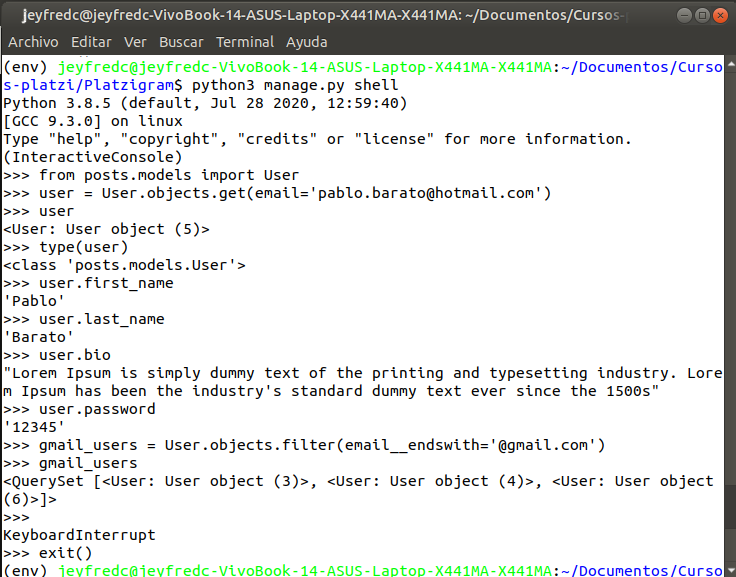 jeyfredc@jeyfredc-VivoBook-14-ASUS-Laptop-X441MA-X441MA: ~/Documentos/Cursos-
Archivo Editar Ver Buscar Terminal Ayuda
(env) jeyfredc@jeyfredc-VivoBook-14-ASUS-Laptop-X441MA-X441MA:~/Documentos/Curso
s-platzi/Platzigram$ python3 manage.py shell
Python 3.8.5 (default, Jul 28 2020, 12:59:40)
[GCC 9.3.0] on linux
Type "help", "copyright", "credits" or "license" for more information.
(InteractiveConsole)
>>> from posts.models import User
>>> user = User.objects.get(email='pablo.barato@hotmail.com')
>>> user
<User: User object (5)>
>>> type(user)
<class 'posts.models.User'>
>>> user.first_name
'Pablo'
>>> user.last_name
'Barato'
>>> user.bio
"Lorem Ipsum is simply dummy text of the printing and typesetting industry. Lore
m Ipsum has been the industry's standard dummy text ever since the 1500s"
>>> user.password
'12345'
>>> gmail_users = User.objects.filter(email__endswith='@gmail.com')
>>> gmail_users
<QuerySet [<User: User object (3)>, <User: User object (4)>, <User: User object
(6)>]>
>>>
KeyboardInterrupt
>>> exit()
(env) jeyfredc@jeyfredc-VivoBook-14-ASUS-Laptop-X441MA-X441MA:~/Documentos/Curso